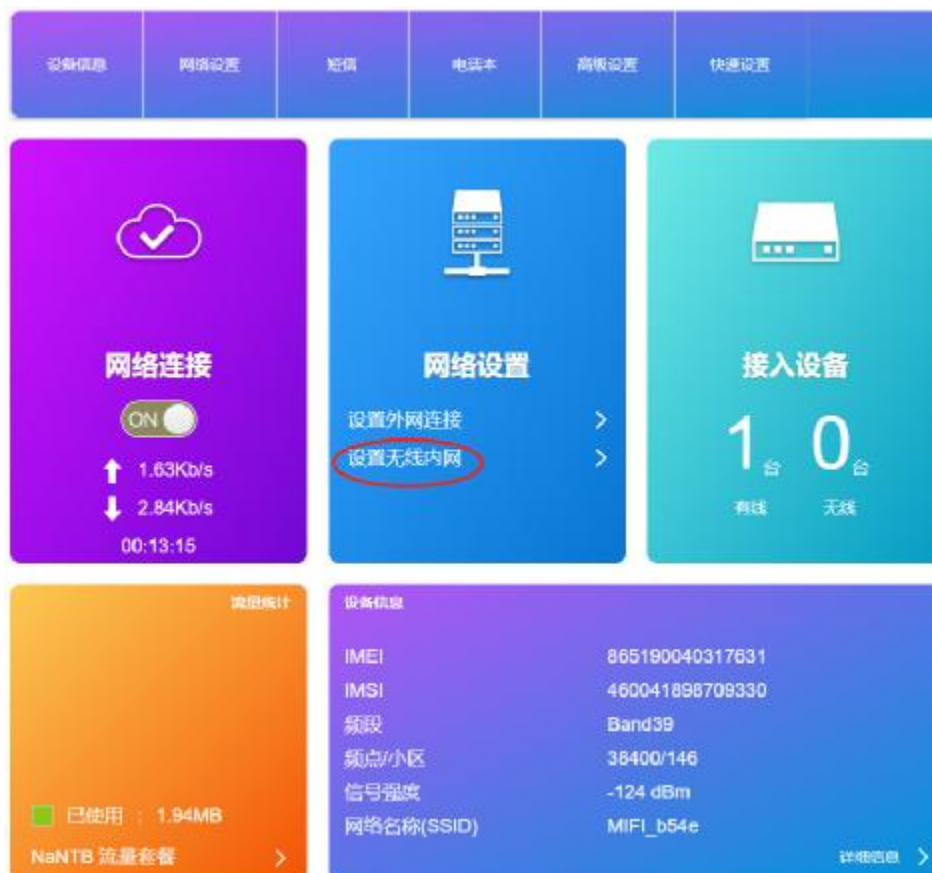 设备信息 网络设置 短信 电话本 高级设置 快速设置
网络连接
ON
1.63Kb/s
2.84Kb/s
00:13:15
网络设置
设置外网连接 >
设置无线内网 >
接入设备
1台 0台
有线 无线
流量统计
已使用 : 1.94MB
NaNTB 流量套餐 >
设备信息
IMEI 865190040317631
IMSI 460041898709330
频段 Band39
频点/小区 38400/146
信号强度 -124 dBm
网络名称(SSID) MIFI_b54e
详细信息 >